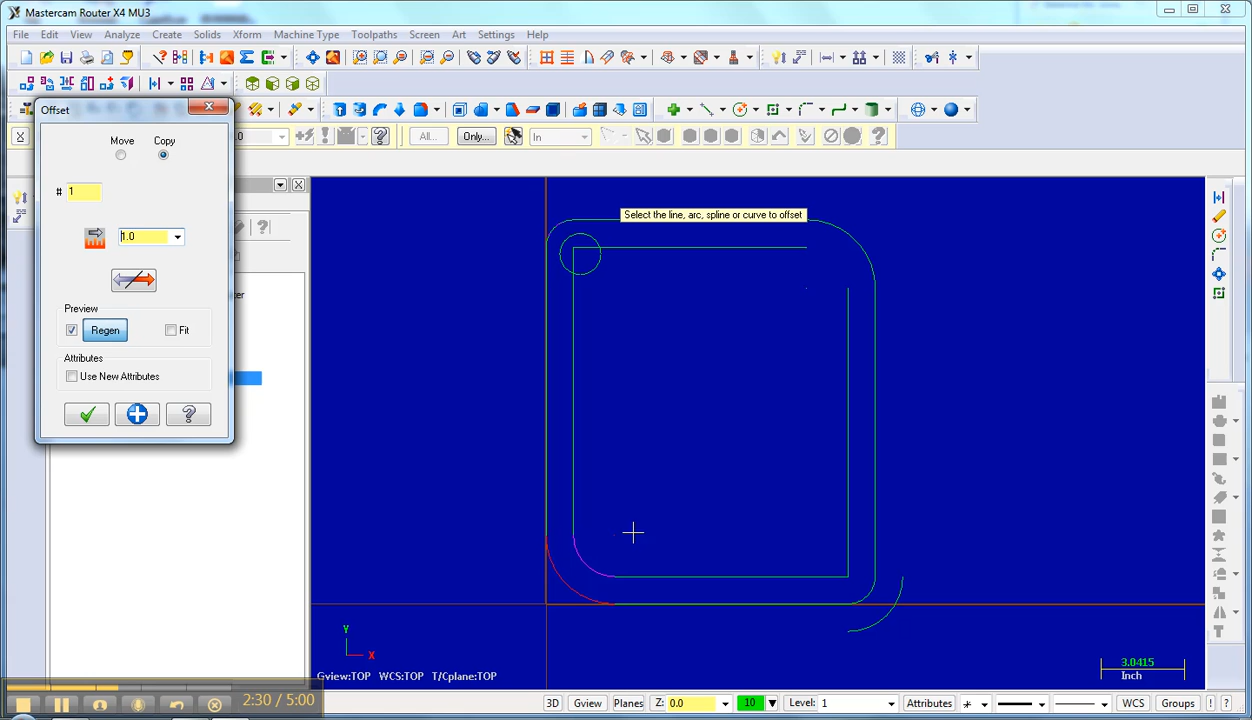 Mastercam Router X4 MU3
File Edit View Analyze Create Solids Xform Machine Type Toolpaths Screen Art Settings Help
Offset
.0 All... Only... In
Move Copy
# 1
Select the line, arc, spline or curve to offset
1.0
Preview
Regen Fit
Attributes
Use New Attributes
Y
X
3.0415
Inch
Gview:TOP WCS:TOP T/Cplane:TOP
2:30 / 5:00
3D Gview Planes Z: 0.0 10 Level: 1 Attributes WCS Groups ! ?